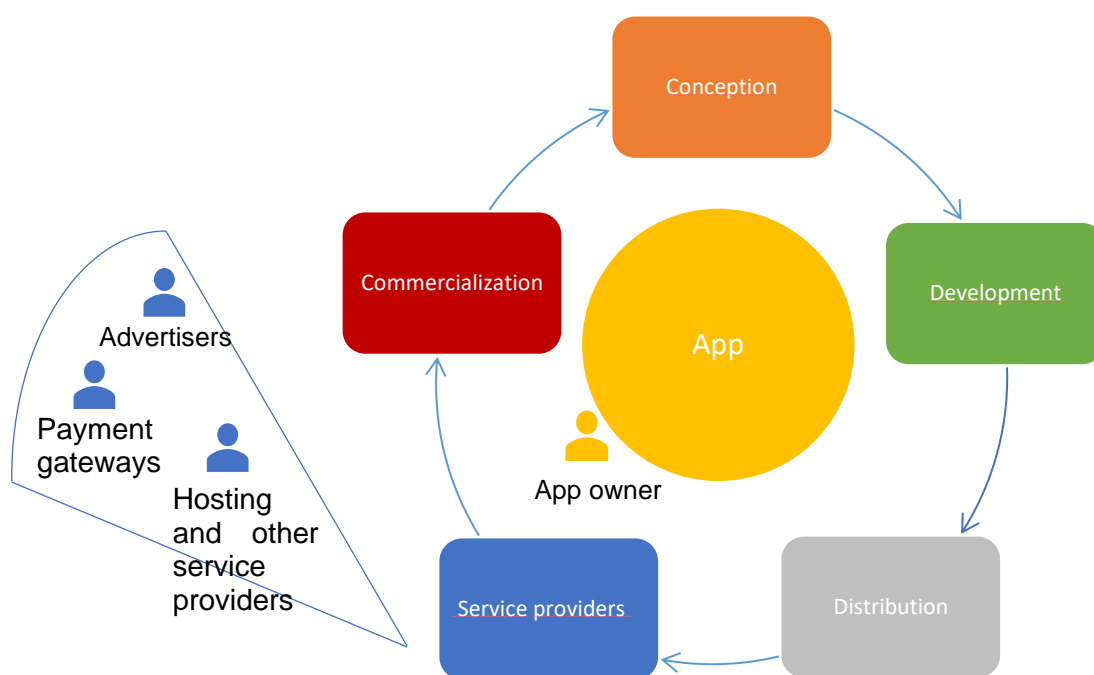 Conception
Commercialization
Development
Advertisers
App
Payment
gateways
App owner
Hosting
and other
service
providers
Service providers
Distribution